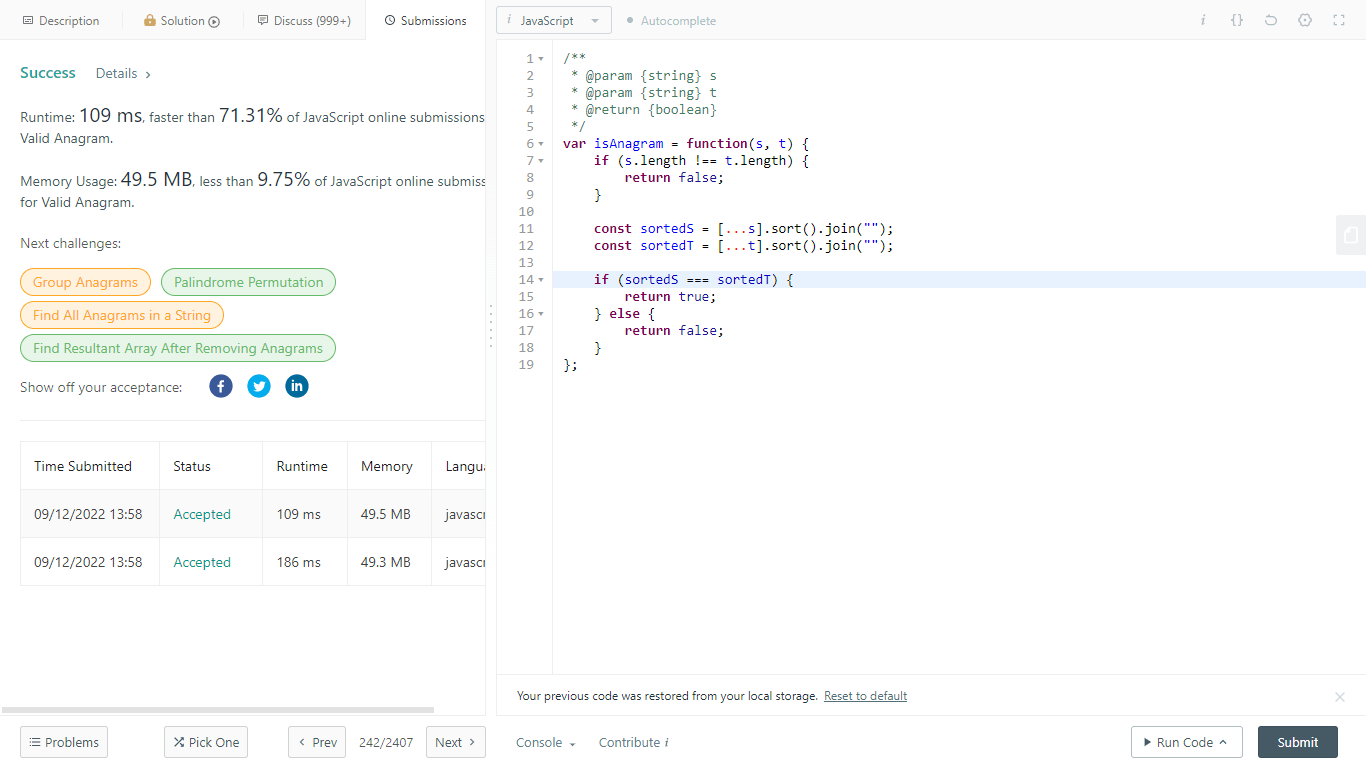 Description
Solution
Discuss (999+)
Submissions
i JavaScript
Autocomplete
i {}
Success Details
Runtime: 109 ms, faster than 71.31% of JavaScript online submissions
Valid Anagram.
Memory Usage: 49.5 MB, less than 9.75% of JavaScript online submiss
for Valid Anagram.
Next challenges:
Group Anagrams
Palindrome Permutation
Find All Anagrams in a String
Find Resultant Array After Removing Anagrams
Show off your acceptance:
Time Submitted Status Runtime Memory Langua
09/12/2022 13:58 Accepted 109 ms 49.5 MB javascr
09/12/2022 13:58 Accepted 186 ms 49.3 MB javascr
1 /**
2  * @param {string} s
3  * @param {string} t
4  * @return {boolean}
5  */
6 var isAnagram = function(s, t) {
7     if (s.length !== t.length) {
8         return false;
9     }
10
11     const sortedS = [...s].sort().join("");
12     const sortedT = [...t].sort().join("");
13
14     if (sortedS === sortedT) {
15         return true;
16     } else {
17         return false;
18     }
19 };
Your previous code was restored from your local storage. Reset to default
Problems
Pick One
Prev
242/2407
Next
Console
Contribute i
Run Code
Submit